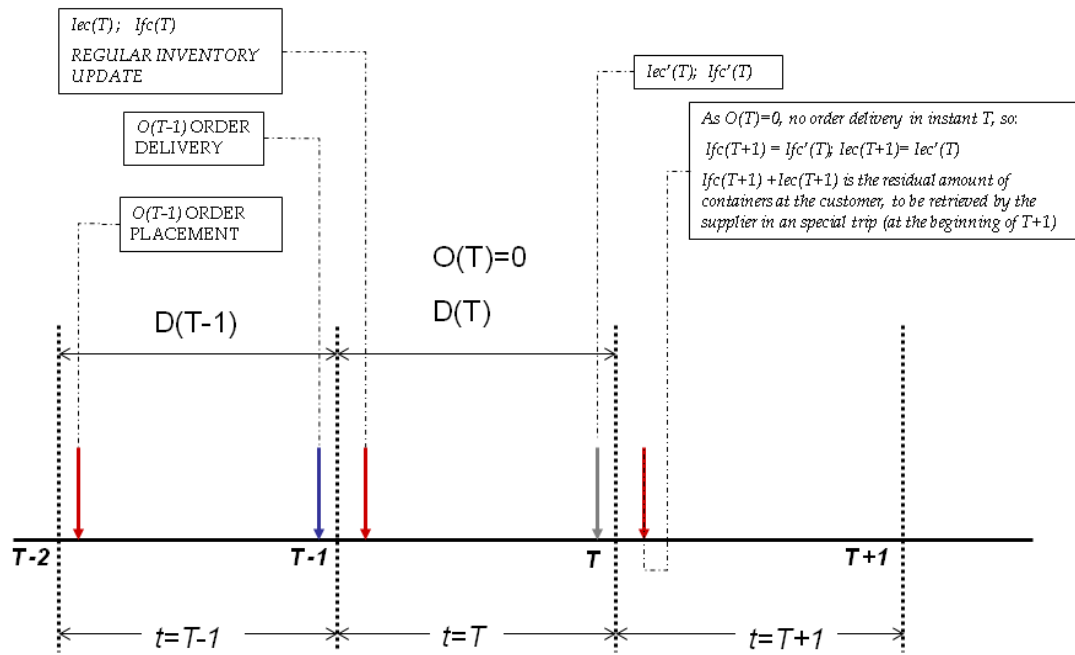 Iec(T); Ifc(T)
REGULAR INVENTORY
UPDATE
O(T-1) ORDER
DELIVERY
O(T-1) ORDER
PLACEMENT
Iec'(T); Ifc'(T)
As O(T)=0, no order delivery in instant T, so:
Ifc(T+1) = Ifc'(T); Iec(T+1)= Iec'(T)
Ifc(T+1) +Iec(T+1) is the residual amount of
containers at the customer, to be retrieved by the
supplier in an special trip (at the beginning of T+1)
O(T)=0
D(T-1)
D(T)
T-2
T-1
T
T+1
t=T-1
t=T
t=T+1